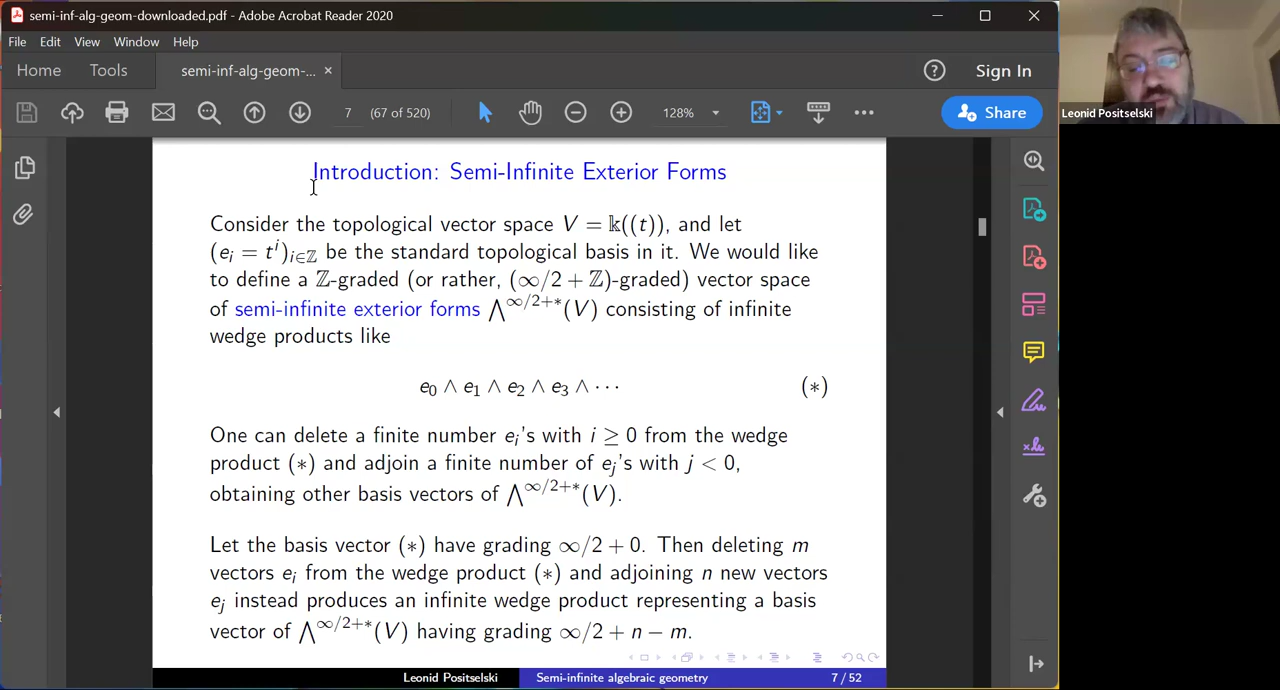 semi-inf-alg-geom-downloaded.pdf - Adobe Acrobat Reader 2020
File Edit View Window Help
Home Tools semi-inf-alg-geom-... × Sign In
7 (67 of 520) 128% Share
Leonid Positselski
Introduction: Semi-Infinite Exterior Forms
Consider the topological vector space V = 𝕜((t)), and let
(e_i = t^i)_{i∈ℤ} be the standard topological basis in it. We would like
to define a ℤ-graded (or rather, (∞/2 + ℤ)-graded) vector space
of semi-infinite exterior forms ⋀^{∞/2+*}(V) consisting of infinite
wedge products like
e_0 ∧ e_1 ∧ e_2 ∧ e_3 ∧ ··· (∗)
One can delete a finite number e_i's with i ≥ 0 from the wedge
product (∗) and adjoin a finite number of e_j's with j < 0,
obtaining other basis vectors of ⋀^{∞/2+*}(V).
Let the basis vector (∗) have grading ∞/2 + 0. Then deleting m
vectors e_i from the wedge product (∗) and adjoining n new vectors
e_j instead produces an infinite wedge product representing a basis
vector of ⋀^{∞/2+*}(V) having grading ∞/2 + n − m.
Leonid Positselski Semi-infinite algebraic geometry 7 / 52